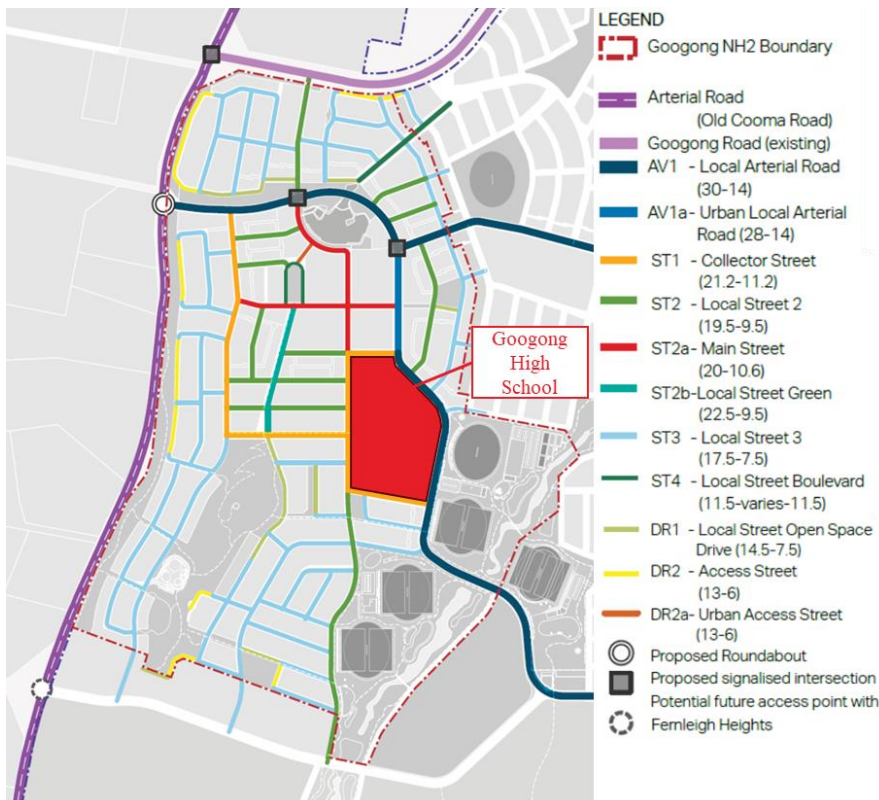 LEGEND
Googong NH2 Boundary
Arterial Road
(Old Cooma Road)
Googong Road (existing)
AV1 - Local Arterial Road
(30-14)
AV1a- Urban Local Arterial
Road (28-14)
ST1 - Collector Street
(21.2-11.2)
ST2 - Local Street 2
(19.5-9.5)
ST2a- Main Street
(20-10.6)
ST2b-Local Street Green
(22.5-9.5)
ST3 - Local Street 3
(17.5-7.5)
ST4 - Local Street Boulevard
(11.5-varies-11.5)
DR1 - Local Street Open Space
Drive (14.5-7.5)
DR2 - Access Street
(13-6)
DR2a- Urban Access Street
(13-6)
Proposed Roundabout
Proposed signalised intersection
Potential future access point with
Fernleigh Heights
Googong
High
School